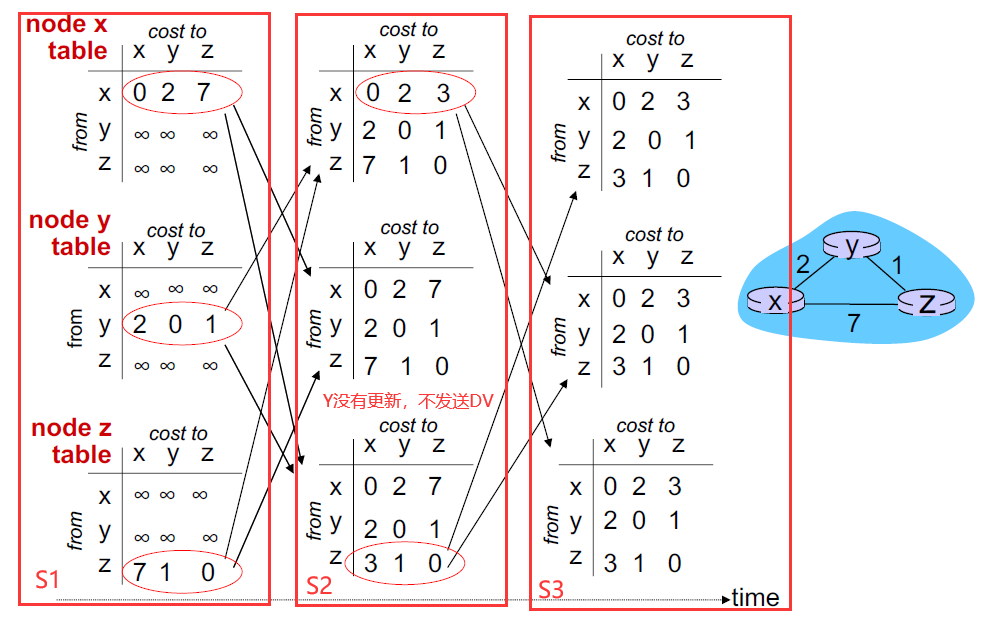 node x table
cost to
x y z
from
x 0 2 7
y ∞ ∞ ∞
z ∞ ∞ ∞
node y table
cost to
x y z
from
x ∞ ∞ ∞
y 2 0 1
z ∞ ∞ ∞
node z table
cost to
x y z
from
x ∞ ∞ ∞
y ∞ ∞ ∞
z 7 1 0
S1
cost to
x y z
from
x 0 2 3
y 2 0 1
z 7 1 0
cost to
x y z
from
x 0 2 7
y 2 0 1
z 7 1 0
Y没有更新，不发送DV
cost to
x y z
from
x 0 2 7
y 2 0 1
z 3 1 0
S2
cost to
x y z
from
x 0 2 3
y 2 0 1
z 3 1 0
cost to
x y z
from
x 0 2 3
y 2 0 1
z 3 1 0
cost to
x y z
from
x 0 2 3
y 2 0 1
z 3 1 0
S3
time
y
2 1
x z
7